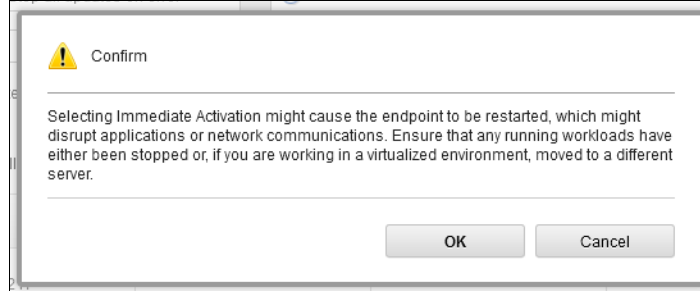 Confirm
Selecting Immediate Activation might cause the endpoint to be restarted, which might
disrupt applications or network communications. Ensure that any running workloads have
either been stopped or, if you are working in a virtualized environment, moved to a different
server.
OK
Cancel